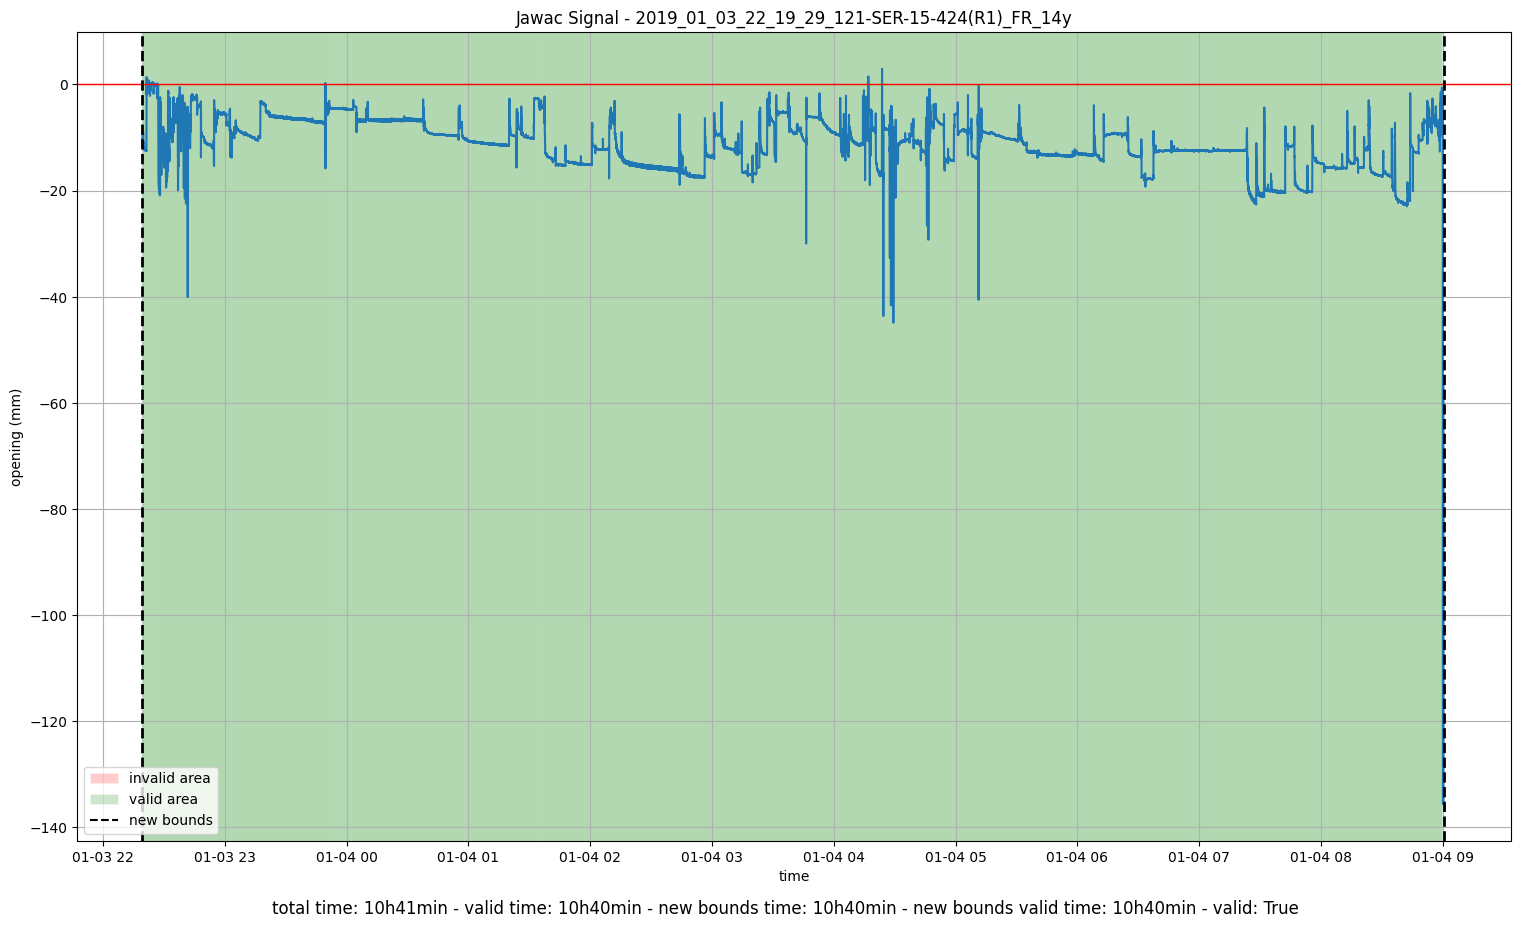 Jawac Signal - 2019_01_03_22_19_29_121-SER-15-424(R1)_FR_14y
opening (mm)
0
−20
−40
−60
−80
−100
−120
−140
invalid area
valid area
new bounds
01-03 22 01-03 23 01-04 00 01-04 01 01-04 02 01-04 03 01-04 04 01-04 05 01-04 06 01-04 07 01-04 08 01-04 09
time
total time: 10h41min - valid time: 10h40min - new bounds time: 10h40min - new bounds valid time: 10h40min - valid: True